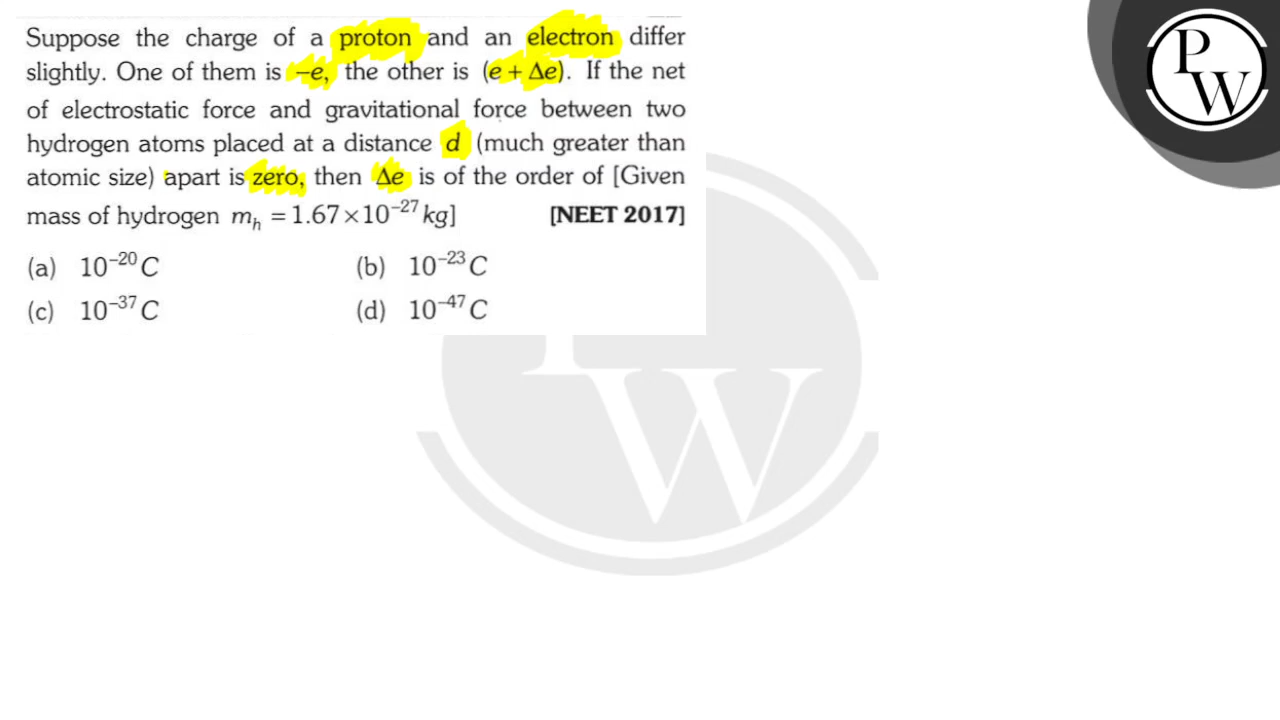 Suppose the charge of a proton and an electron differ
slightly. One of them is −e, the other is (e + Δe). If the net
of electrostatic force and gravitational force between two
hydrogen atoms placed at a distance d (much greater than
atomic size) apart is zero, then Δe is of the order of [Given
mass of hydrogen m_h = 1.67×10^−27 kg] [NEET 2017]
(a) 10^−20 C (b) 10^−23 C
(c) 10^−37 C (d) 10^−47 C
P
W
W